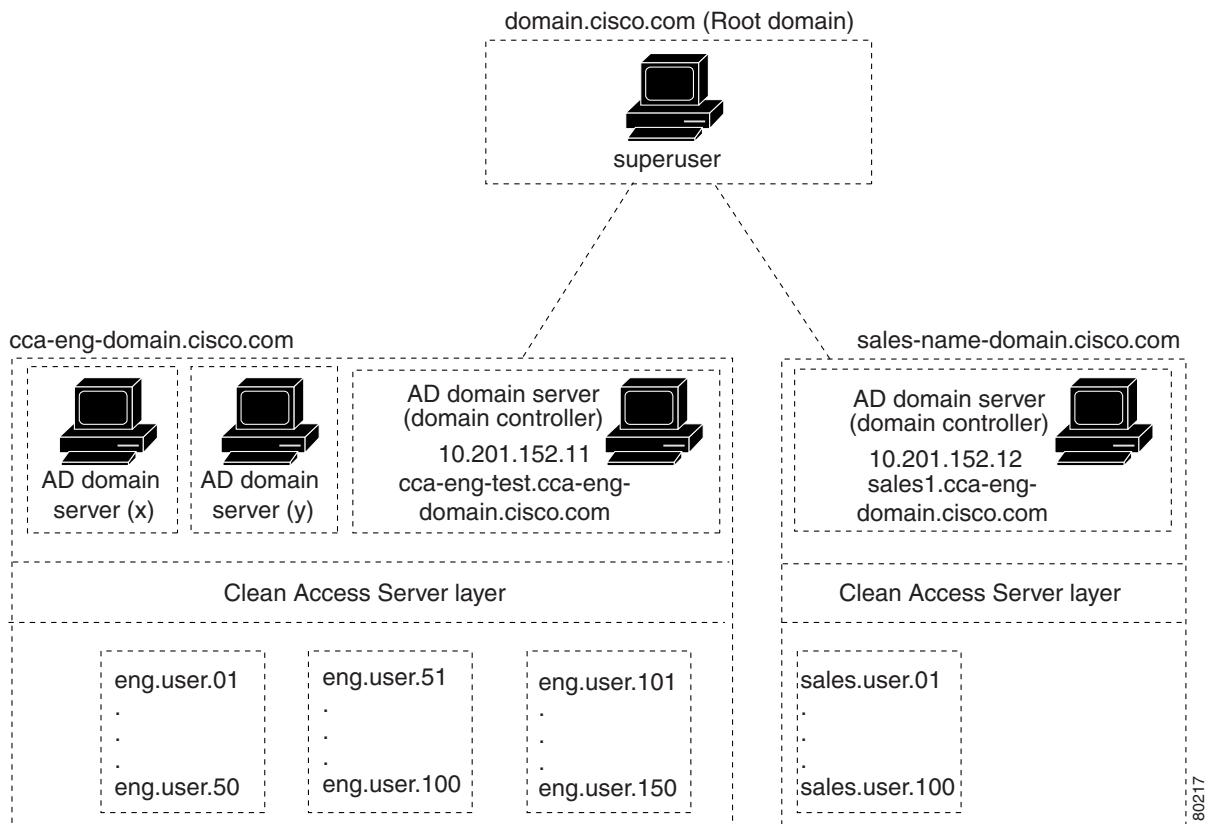 domain.cisco.com (Root domain)
superuser
cca-eng-domain.cisco.com
AD domain
server (x)
AD domain
server (y)
AD domain server
(domain controller)
10.201.152.11
cca-eng-test.cca-eng-
domain.cisco.com
sales-name-domain.cisco.com
AD domain server
(domain controller)
10.201.152.12
sales1.cca-eng-
domain.cisco.com
Clean Access Server layer
Clean Access Server layer
eng.user.01
.
.
.
eng.user.50
eng.user.51
.
.
.
eng.user.100
eng.user.101
.
.
.
eng.user.150
sales.user.01
.
.
.
sales.user.100
80217